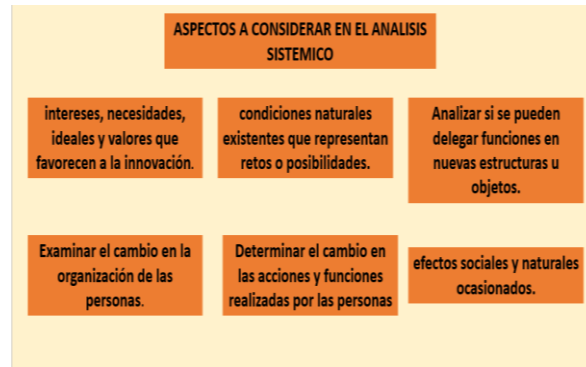 ASPECTOS A CONSIDERAR EN EL ANALISIS
SISTEMICO
intereses, necesidades,
ideales y valores que
favorecen a la innovación.
condiciones naturales
existentes que representan
retos o posibilidades.
Analizar si se pueden
delegar funciones en
nuevas estructuras u
objetos.
Examinar el cambio en la
organización de las
personas.
Determinar el cambio en
las acciones y funciones
realizadas por las personas
efectos sociales y naturales
ocasionados.